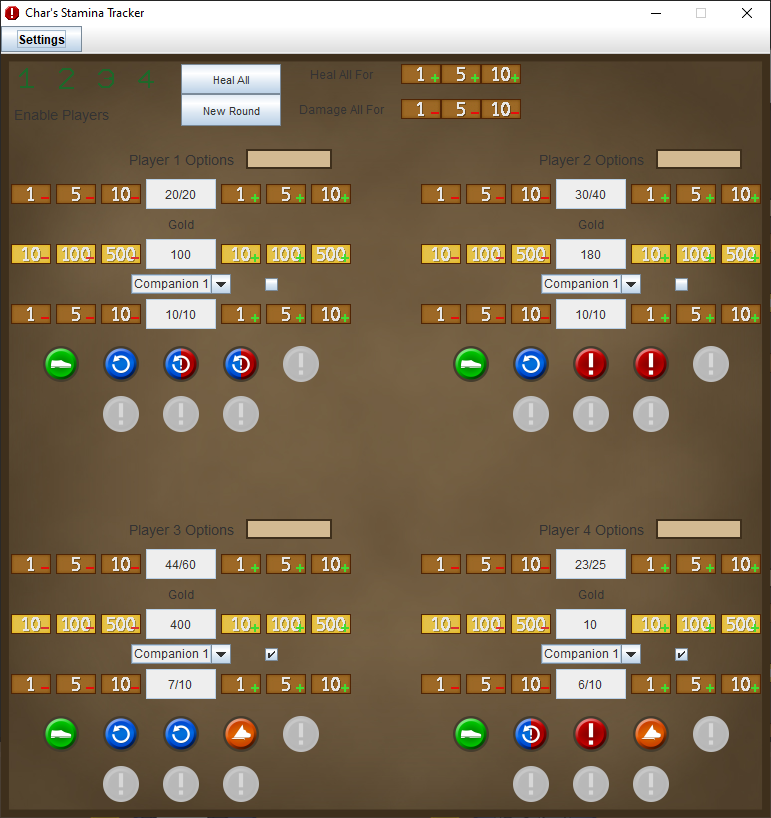 Char's Stamina Tracker
Settings
1 2 3 4
Heal All
Heal All For
1+ 5+ 10+
Enable Players
New Round
Damage All For
1- 5- 10-
Player 1 Options
Player 2 Options
1- 5- 10- 20/20 1+ 5+ 10+
1- 5- 10- 30/40 1+ 5+ 10+
Gold
Gold
10- 100- 500- 100 10+ 100+ 500+
10- 100- 500- 180 10+ 100+ 500+
Companion 1
Companion 1
1- 5- 10- 10/10 1+ 5+ 10+
1- 5- 10- 10/10 1+ 5+ 10+
Player 3 Options
Player 4 Options
1- 5- 10- 44/60 1+ 5+ 10+
1- 5- 10- 23/25 1+ 5+ 10+
Gold
Gold
10- 100- 500- 400 10+ 100+ 500+
10- 100- 500- 10 10+ 100+ 500+
Companion 1
Companion 1
1- 5- 10- 7/10 1+ 5+ 10+
1- 5- 10- 6/10 1+ 5+ 10+